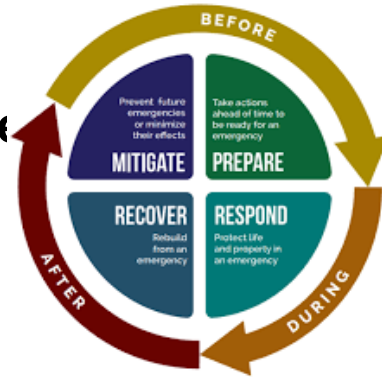 BEFORE
Prevent future
emergencies
or minimize
their effects
MITIGATE
Take actions
ahead of time to
be ready for an
emergency
PREPARE
RECOVER
Rebuild
from an
emergency
RESPOND
Protect life
and property in
an emergency
AFTER
DURING